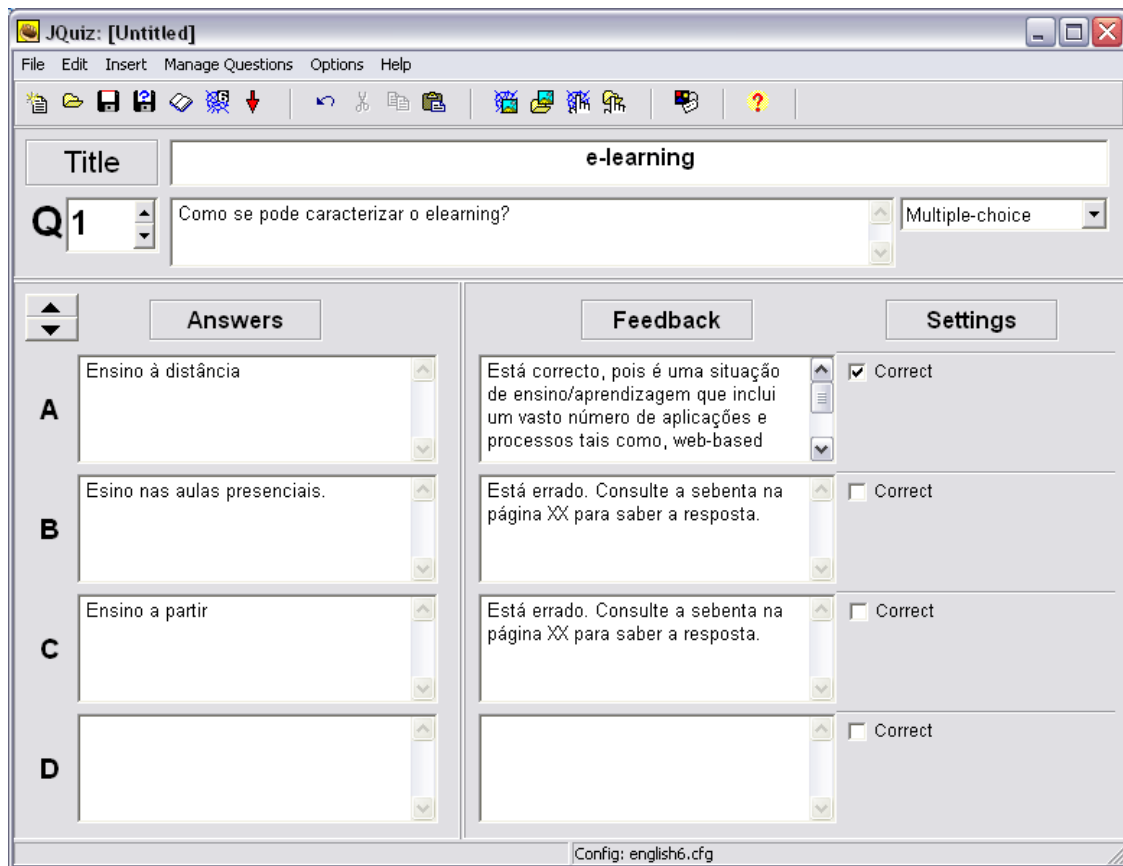 JQuiz: [Untitled]
File Edit Insert Manage Questions Options Help
Title
e-learning
Q 1
Como se pode caracterizar o elearning?
Multiple-choice
Answers
Feedback
Settings
A
Ensino à distância
Está correcto, pois é uma situação
de ensino/aprendizagem que inclui
um vasto número de aplicações e
processos tais como, web-based
Correct
B
Esino nas aulas presenciais.
Está errado. Consulte a sebenta na
página XX para saber a resposta.
Correct
C
Ensino a partir
Está errado. Consulte a sebenta na
página XX para saber a resposta.
Correct
D
Correct
Config: english6.cfg